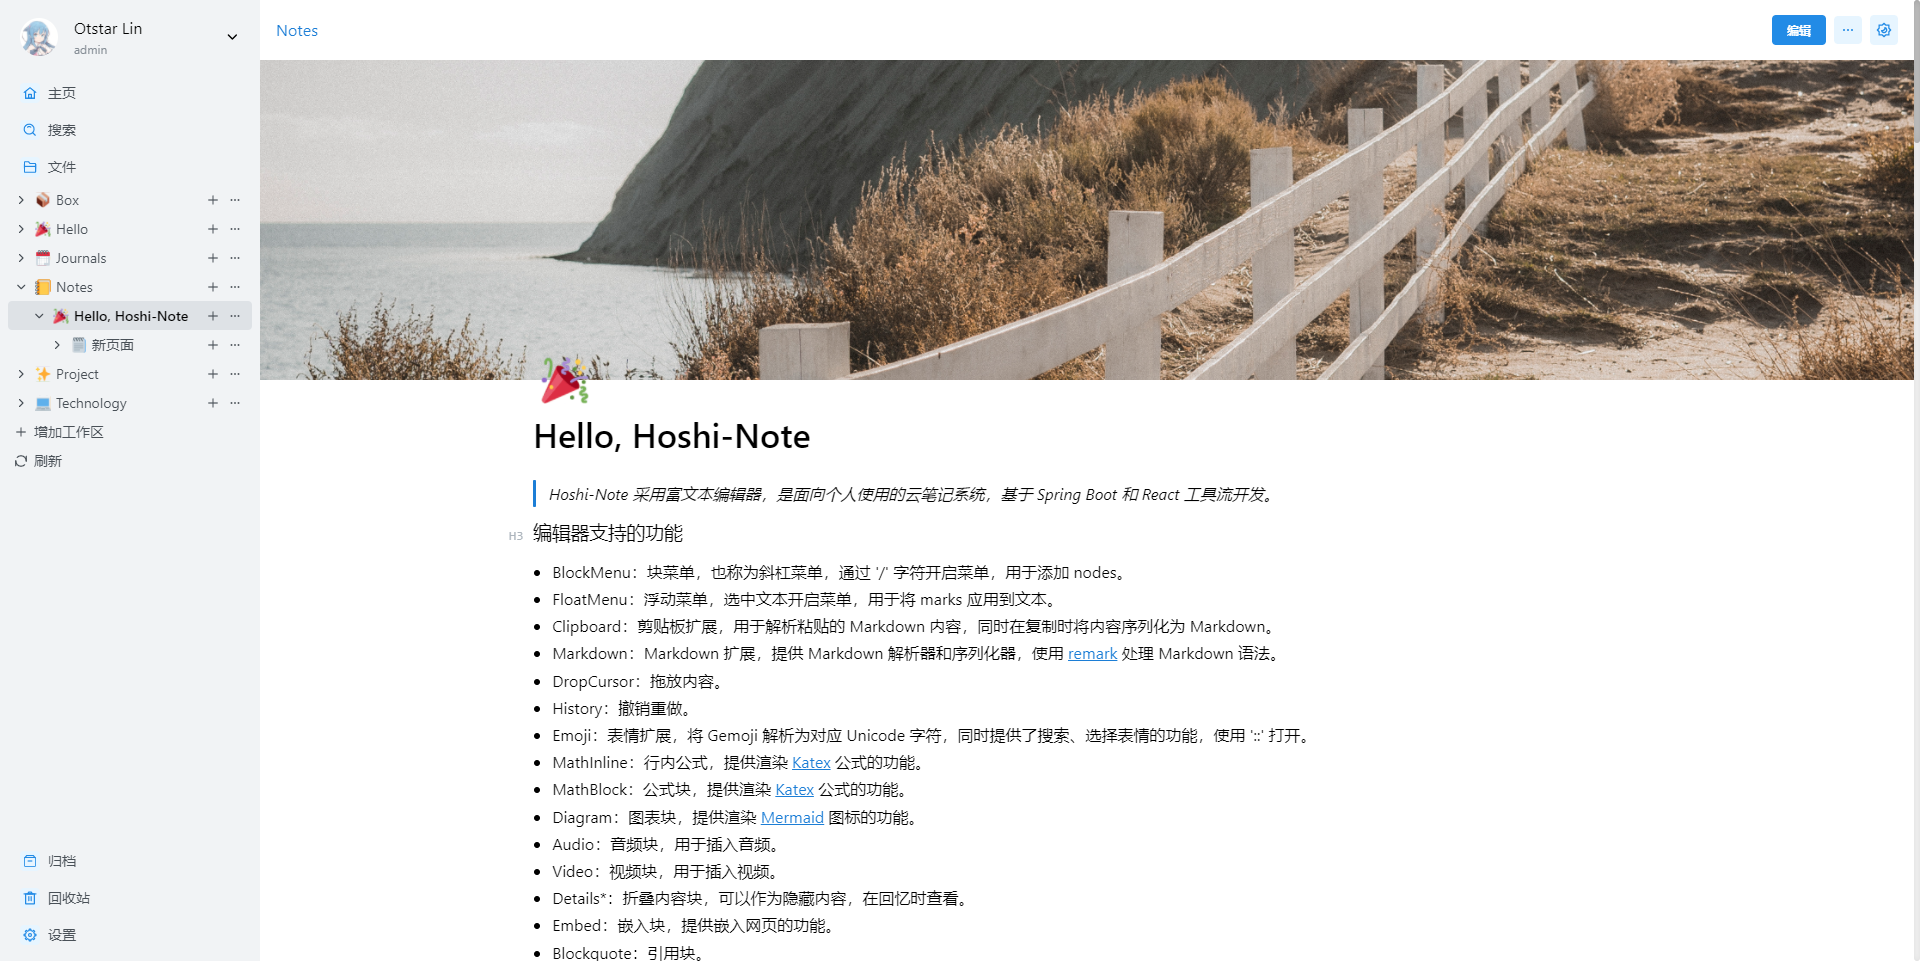 Otstar Lin
admin
主页
搜索
文件
Box
Hello
Journals
Notes
Hello, Hoshi-Note
新页面
Project
Technology
增加工作区
刷新
归档
回收站
设置
Notes
编辑
Hello, Hoshi-Note
Hoshi-Note 采用富文本编辑器，是面向个人使用的云笔记系统，基于 Spring Boot 和 React 工具流开发。
H3 编辑器支持的功能
BlockMenu：块菜单，也称为斜杠菜单，通过 '/' 字符开启菜单，用于添加 nodes。
FloatMenu：浮动菜单，选中文本开启菜单，用于将 marks 应用到文本。
Clipboard：剪贴板扩展，用于解析粘贴的 Markdown 内容，同时在复制时将内容序列化为 Markdown。
Markdown：Markdown 扩展，提供 Markdown 解析器和序列化器，使用 remark 处理 Markdown 语法。
DropCursor：拖放内容。
History：撤销重做。
Emoji：表情扩展，将 Gemoji 解析为对应 Unicode 字符，同时提供了搜索、选择表情的功能，使用 '::' 打开。
MathInline：行内公式，提供渲染 Katex 公式的功能。
MathBlock：公式块，提供渲染 Katex 公式的功能。
Diagram：图表块，提供渲染 Mermaid 图标的功能。
Audio：音频块，用于插入音频。
Video：视频块，用于插入视频。
Details*：折叠内容块，可以作为隐藏内容，在回忆时查看。
Embed：嵌入块，提供嵌入网页的功能。
Blockquote：引用块。